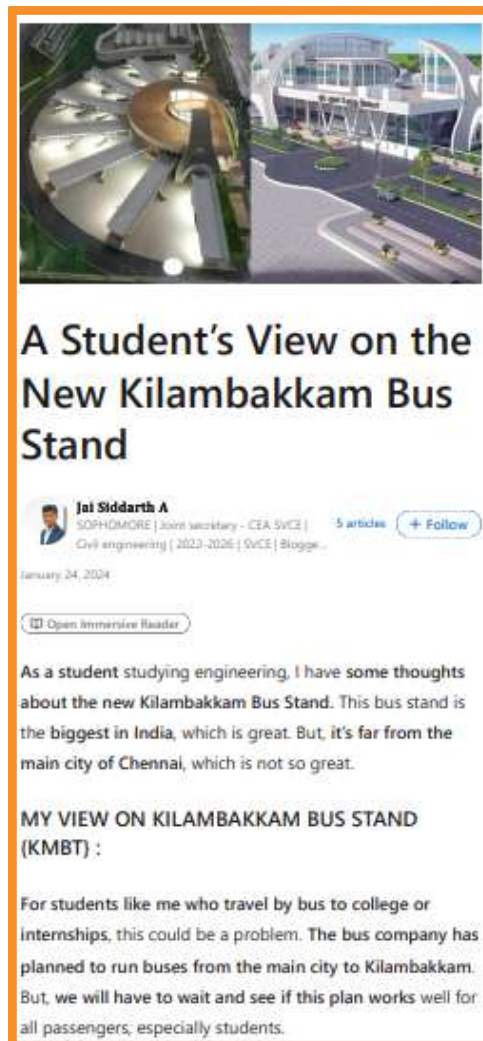 A Student's View on the
New Kilambakkam Bus
Stand
Jai Siddarth A
SOPHOMORE | Joint secretary - CEA SVCE |
Civil engineering | 2022-2026 | SVCE | Blogge...
5 articles
+ Follow
January 24, 2024
Open Immersive Reader
As a student studying engineering, I have some thoughts
about the new Kilambakkam Bus Stand. This bus stand is
the biggest in India, which is great. But, it's far from the
main city of Chennai, which is not so great.
MY VIEW ON KILAMBAKKAM BUS STAND
(KMBT) :
For students like me who travel by bus to college or
internships, this could be a problem. The bus company has
planned to run buses from the main city to Kilambakkam.
But, we will have to wait and see if this plan works well for
all passengers, especially students.